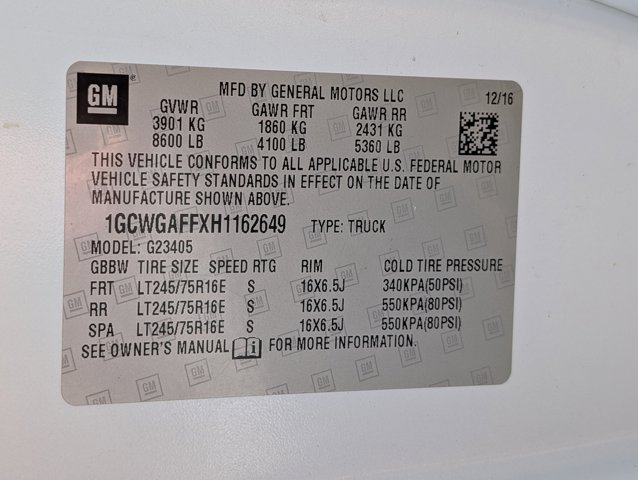 GM
MFD BY GENERAL MOTORS LLC
12/16
GVWR GAWR FRT GAWR RR
3901 KG 1860 KG 2431 KG
8600 LB 4100 LB 5360 LB
THIS VEHICLE CONFORMS TO ALL APPLICABLE U.S. FEDERAL MOTOR
VEHICLE SAFETY STANDARDS IN EFFECT ON THE DATE OF
MANUFACTURE SHOWN ABOVE.
1GCWGAFFXH1162649 TYPE: TRUCK
MODEL: G23405
GBBW TIRE SIZE SPEED RTG RIM COLD TIRE PRESSURE
FRT LT245/75R16E S 16X6.5J 340KPA(50PSI)
RR LT245/75R16E S 16X6.5J 550KPA(80PSI)
SPA LT245/75R16E S 16X6.5J 550KPA(80PSI)
SEE OWNER'S MANUAL i FOR MORE INFORMATION.